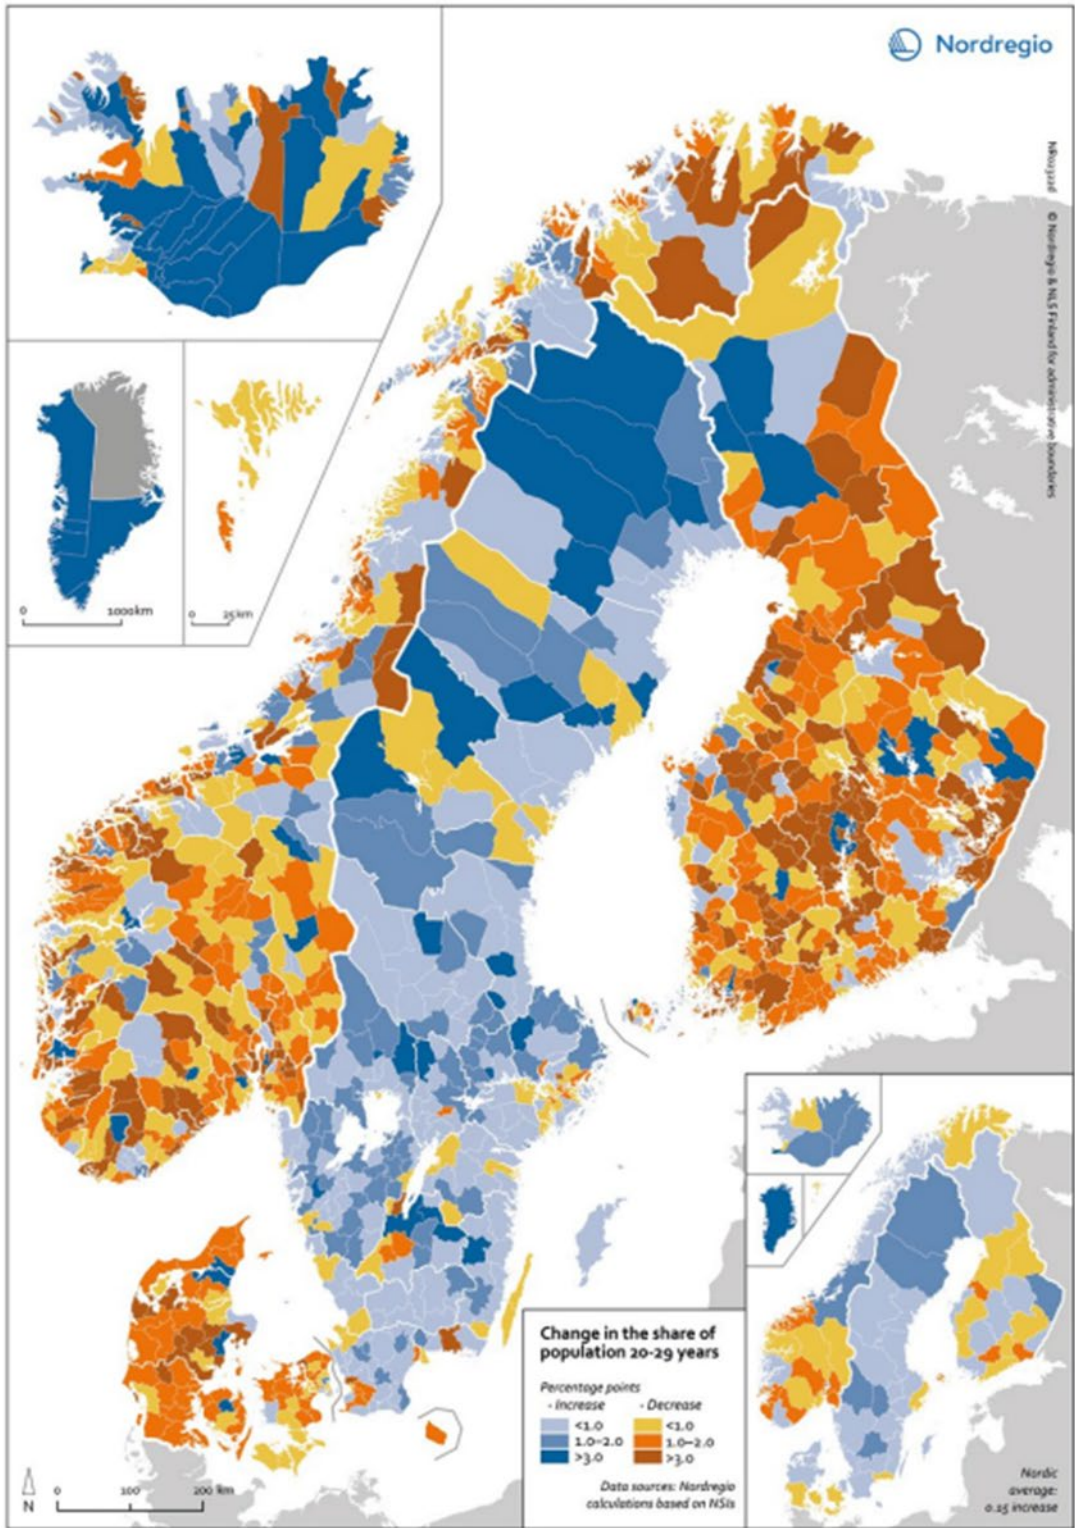 Nordregio
NR02322d © Nordregio & NLS Finland for administrative boundaries
0 1000km
0 25km
Change in the share of
population 20-29 years
Percentage points
- Increase - Decrease
<1.0 <1.0
1.0–2.0 1.0–2.0
>3.0 >3.0
Data sources: Nordregio
calculations based on NSIs
Nordic
average:
0.15 increase
N
0 100 200 km